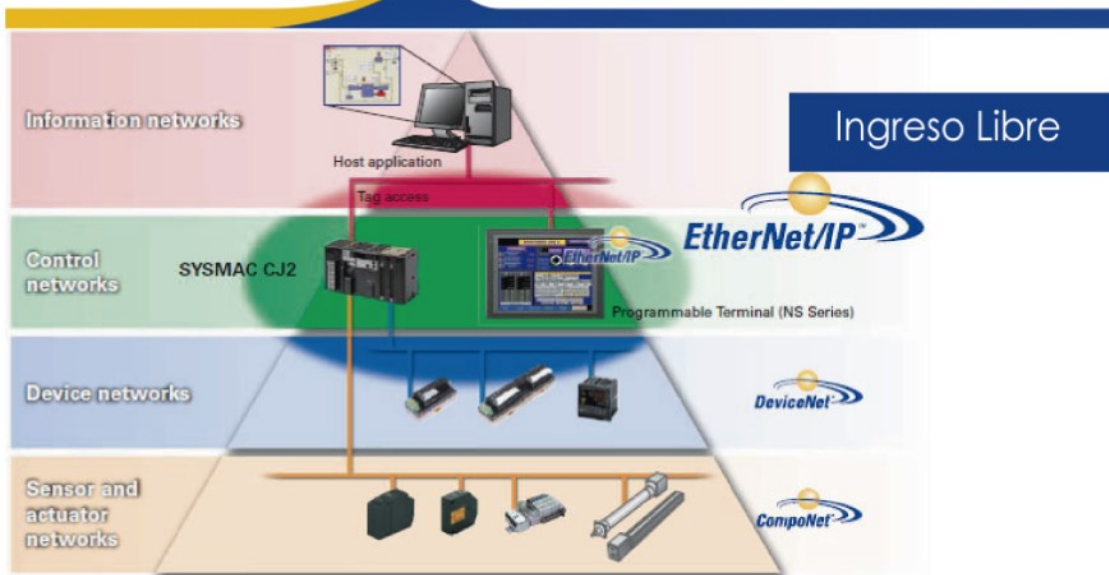 Information networks
Host application
Tag access
Ingreso Libre
EtherNet/IP™
Control
networks
SYSMAC CJ2
EtherNet/IP
Programmable Terminal (NS Series)
Device networks
DeviceNet
Sensor and
actuator
networks
CompoNet